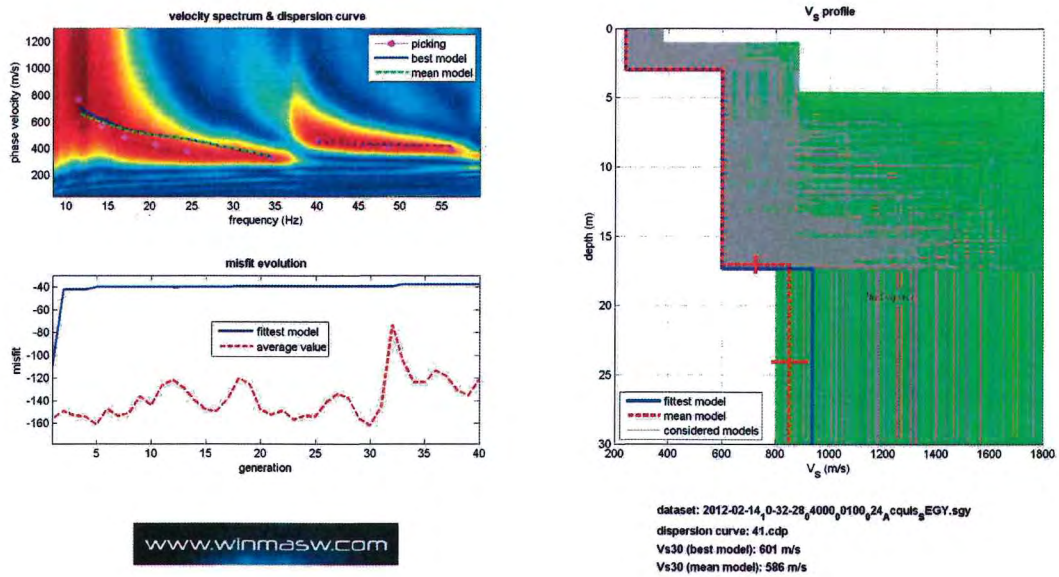 velocity spectrum & dispersion curve
1200
1000
800
600
400
200
phase velocity (m/s)
picking
best model
mean model
10 15 20 25 30 35 40 45 50 55
frequency (Hz)
misfit evolution
-40
-60
-80
-100
-120
-140
-160
misfit
fittest model
average value
5 10 15 20 25 30 35 40
generation
www.winmasw.com
VS profile
0
5
10
15
20
25
30
depth (m)
fittest model
mean model
considered models
200 400 600 800 1000 1200 1400 1600 1800
VS (m/s)
dataset: 2012-02-14_10-32-28_04000_00100_024_Acquis_SEGY.sgy
dispersion curve: 41.cdp
Vs30 (best model): 601 m/s
Vs30 (mean model): 586 m/s